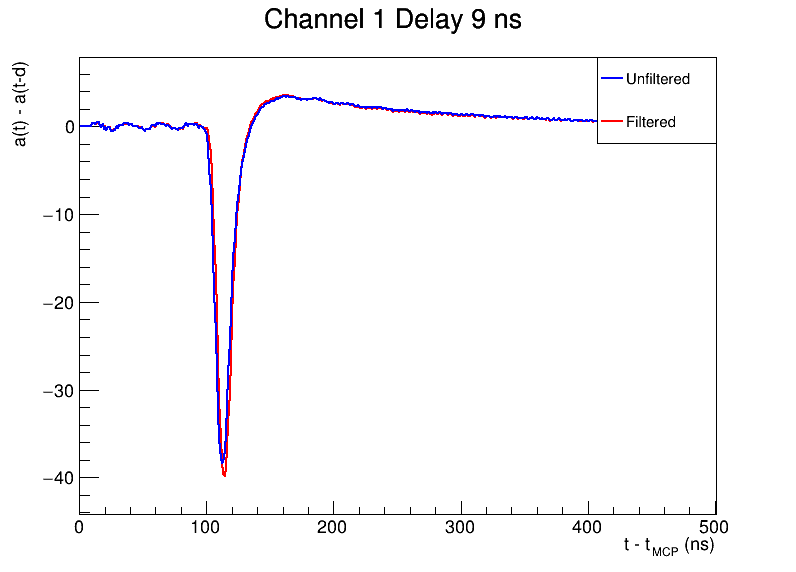 Channel 1 Delay 9 ns
a(t) - a(t-d)
Unfiltered
Filtered
0
−10
−20
−30
−40
0 100 200 300 400 500
t - t_MCP (ns)